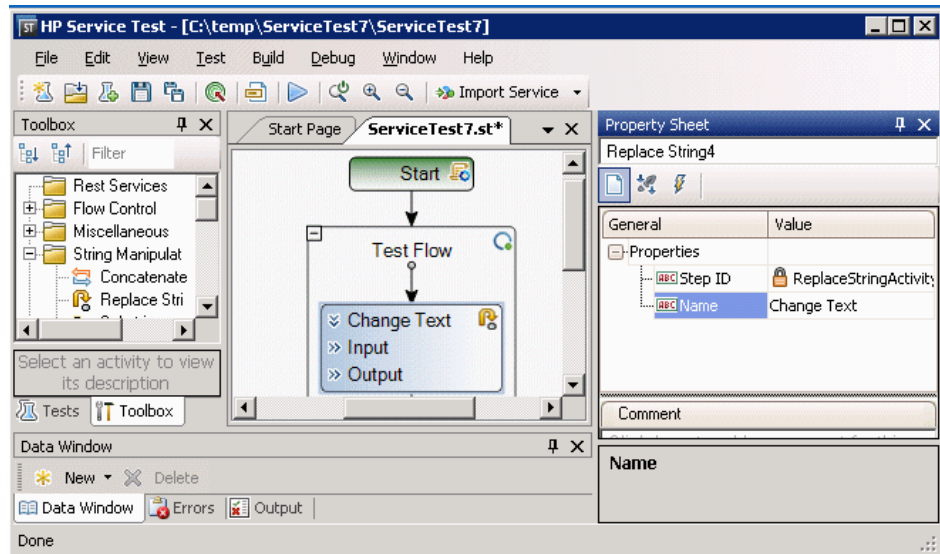 ST HP Service Test - [C:\temp\ServiceTest7\ServiceTest7]
File Edit View Test Build Debug Window Help
Import Service
Toolbox
Filter
Rest Services
Flow Control
Miscellaneous
String Manipulat
Concatenate
Replace Stri
Select an activity to view
its description
Tests Toolbox
Start Page ServiceTest7.st*
Start
Test Flow
Change Text
Input
Output
Property Sheet
Replace String4
General Value
Properties
ABC Step ID ReplaceStringActivity
ABC Name Change Text
Comment
Name
Data Window
New Delete
Data Window Errors Output
Done